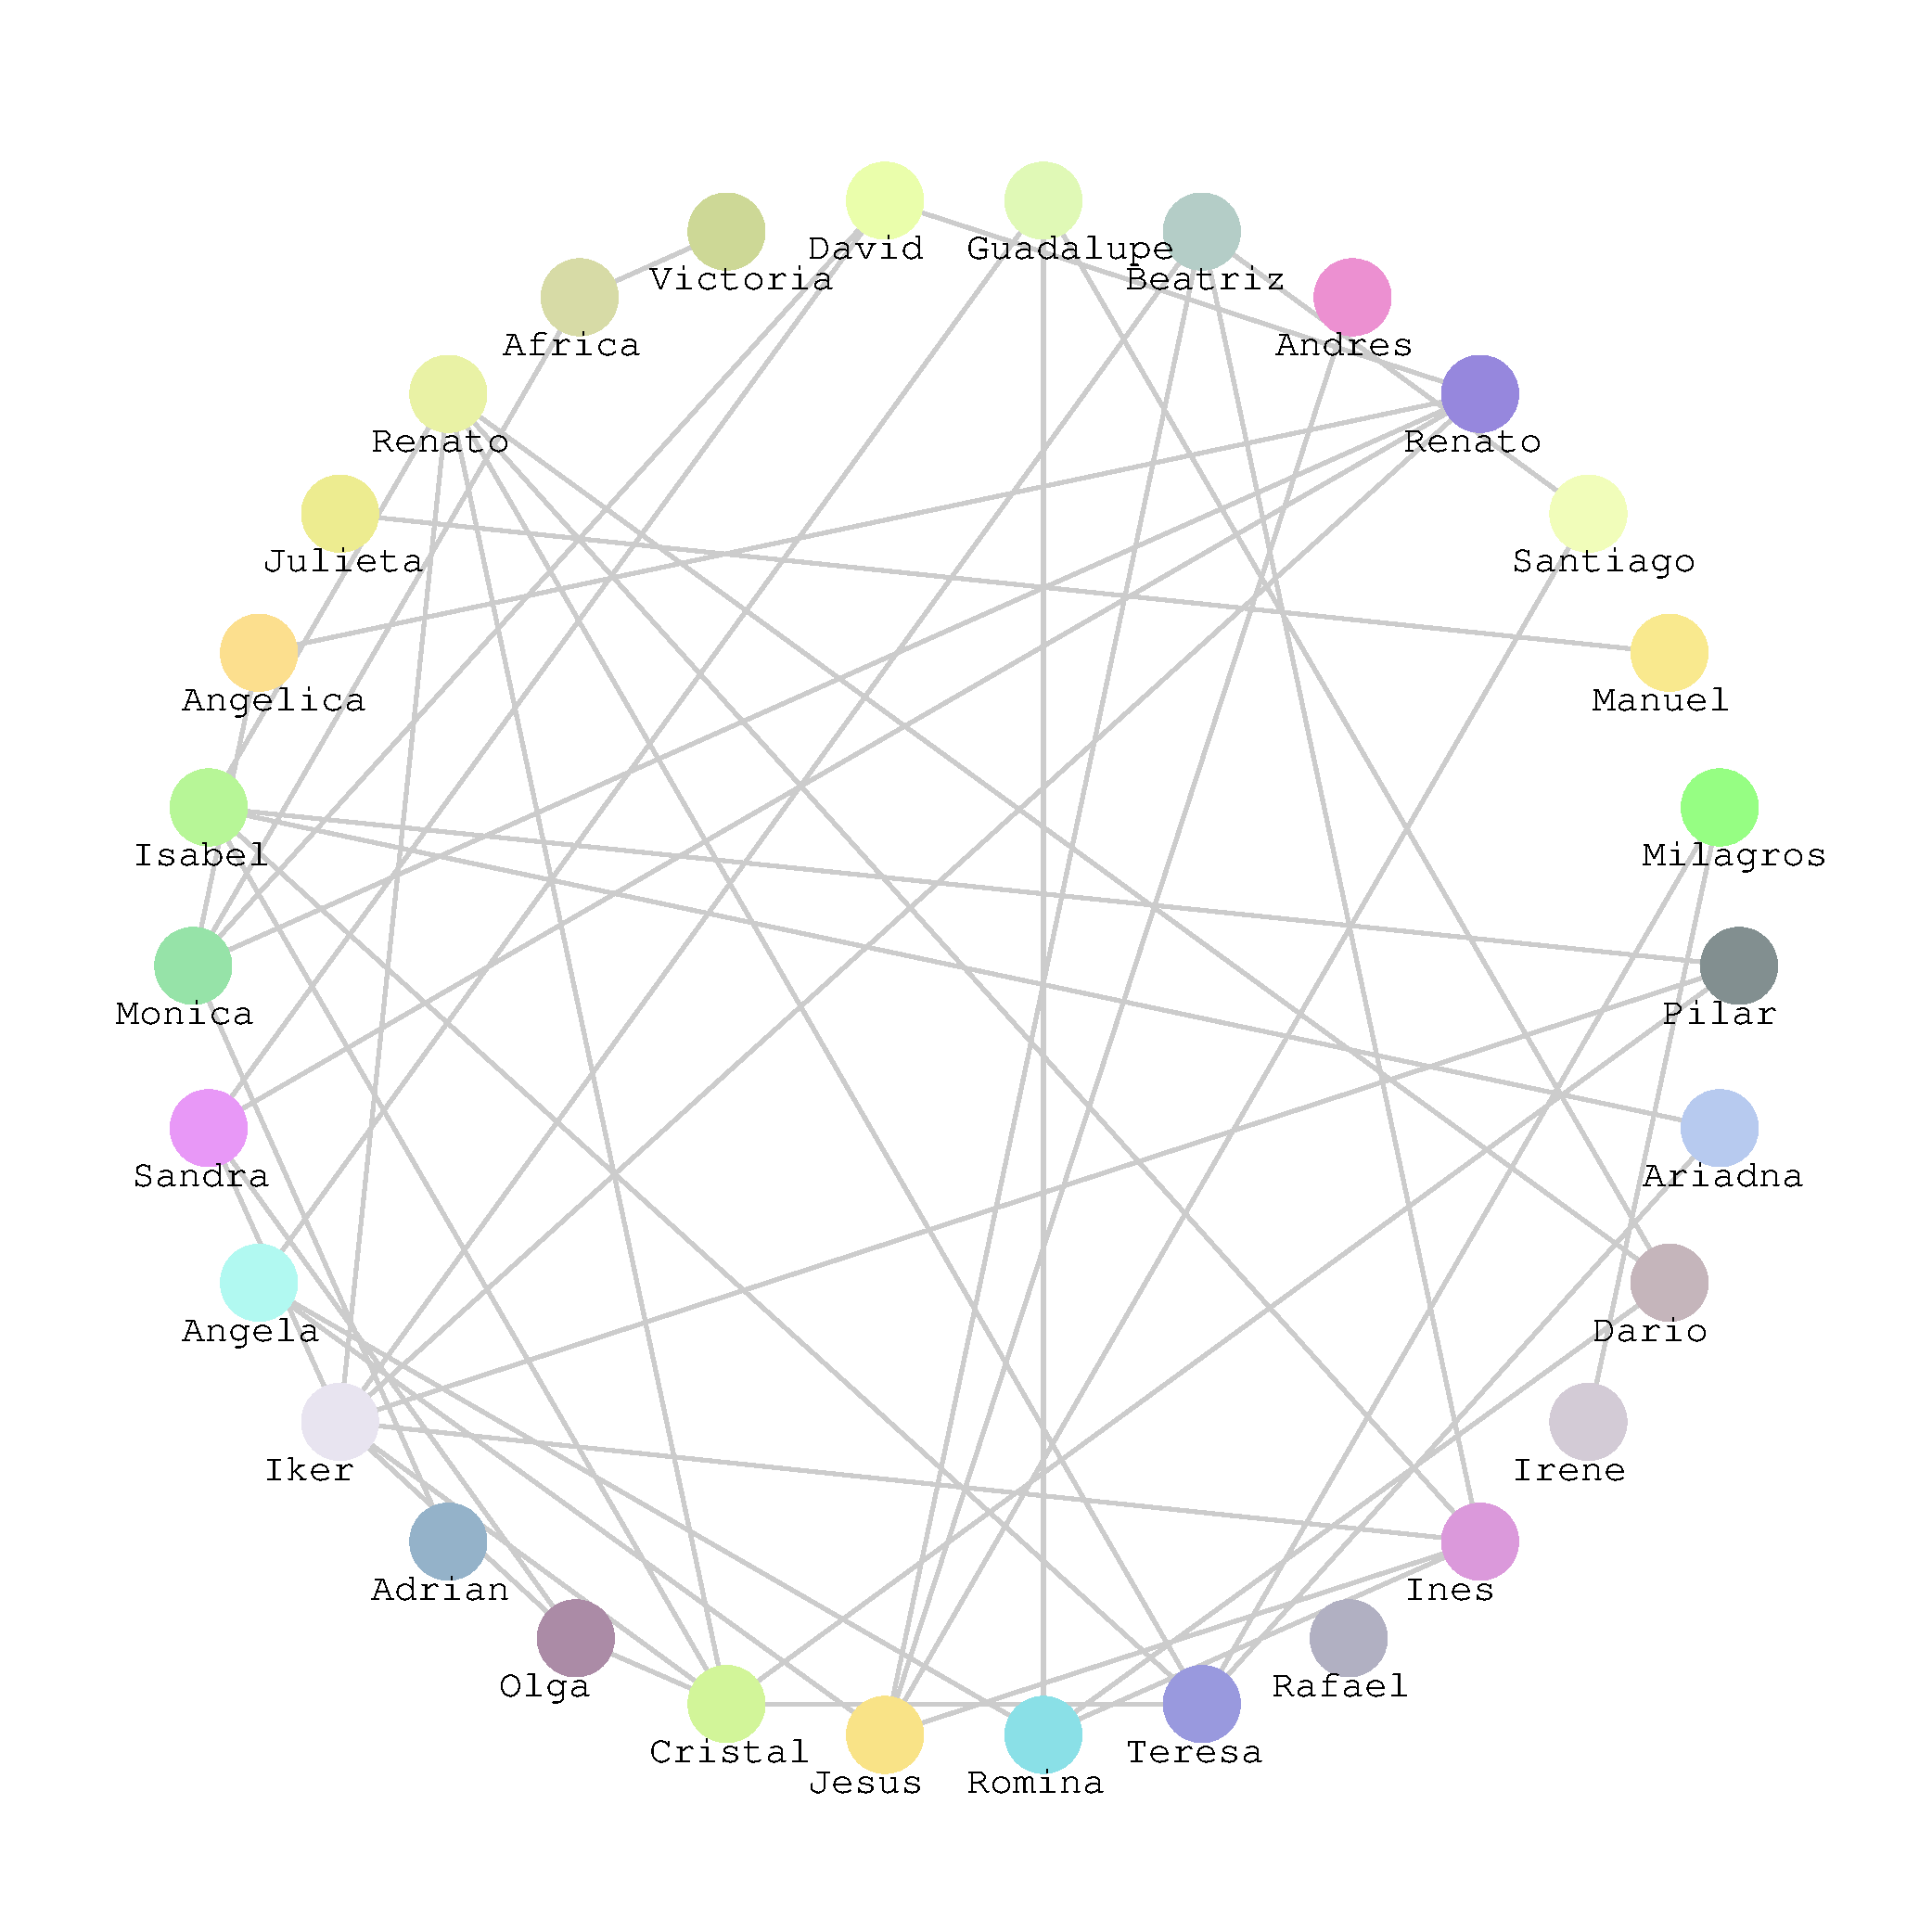 David
Guadalupe
Victoria
Beatriz
Africa
Andres
Renato
Renato
Julieta
Santiago
Angelica
Manuel
Isabel
Milagros
Monica
Pilar
Sandra
Ariadna
Angela
Dario
Iker
Irene
Adrian
Ines
Olga
Rafael
Cristal
Teresa
Jesus
Romina